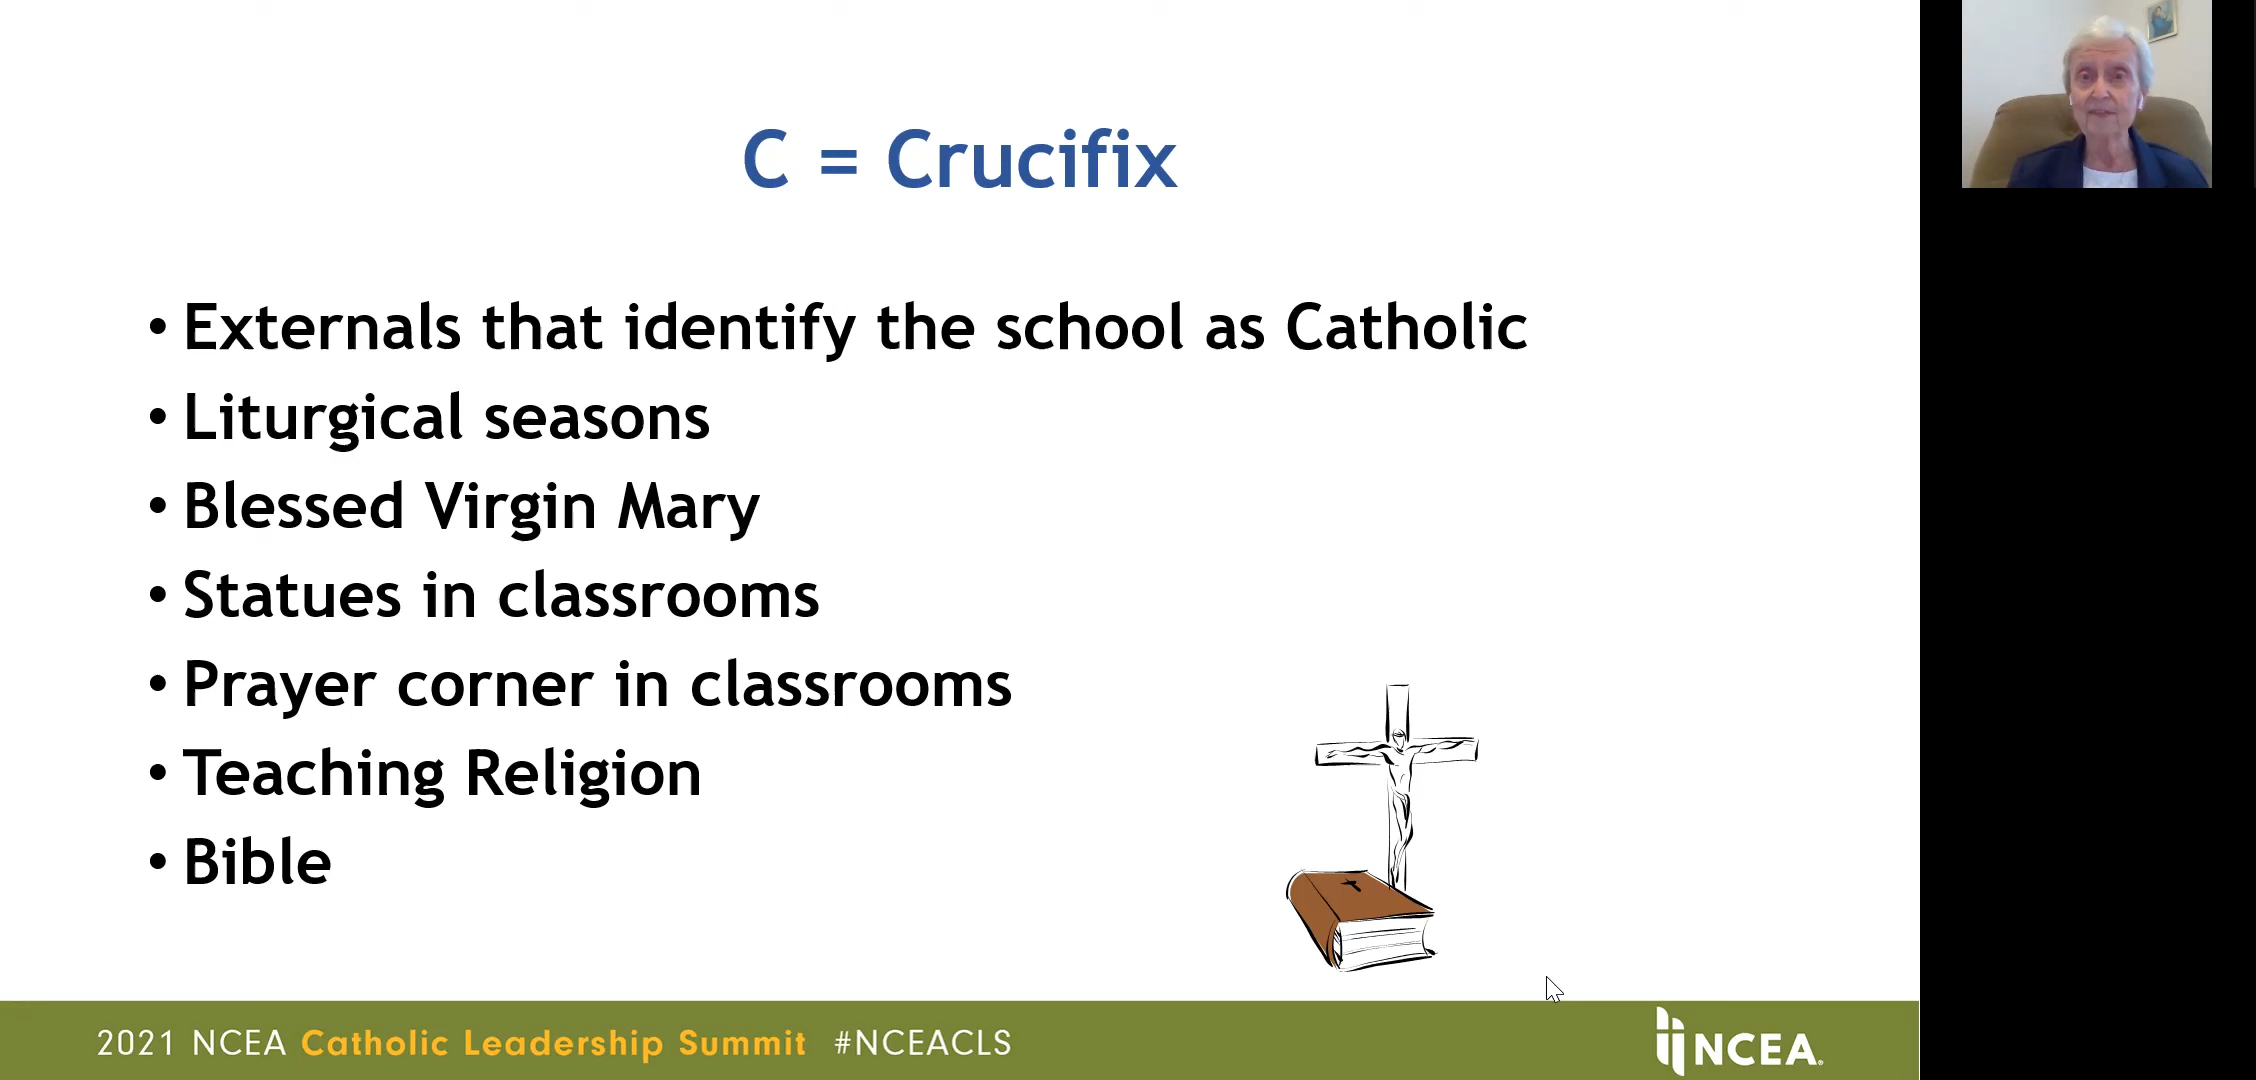 C = Crucifix
• Externals that identify the school as Catholic
• Liturgical seasons
• Blessed Virgin Mary
• Statues in classrooms
• Prayer corner in classrooms
• Teaching Religion
• Bible
2021 NCEA Catholic Leadership Summit #NCEACLS
NCEA®